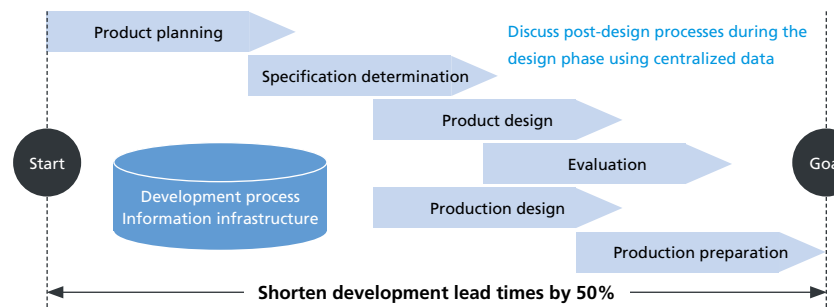 Product planning
Discuss post-design processes during the
design phase using centralized data
Specification determination
Product design
Start
Evaluation
Goa
Development process
Information infrastructure
Production design
Production preparation
Shorten development lead times by 50%